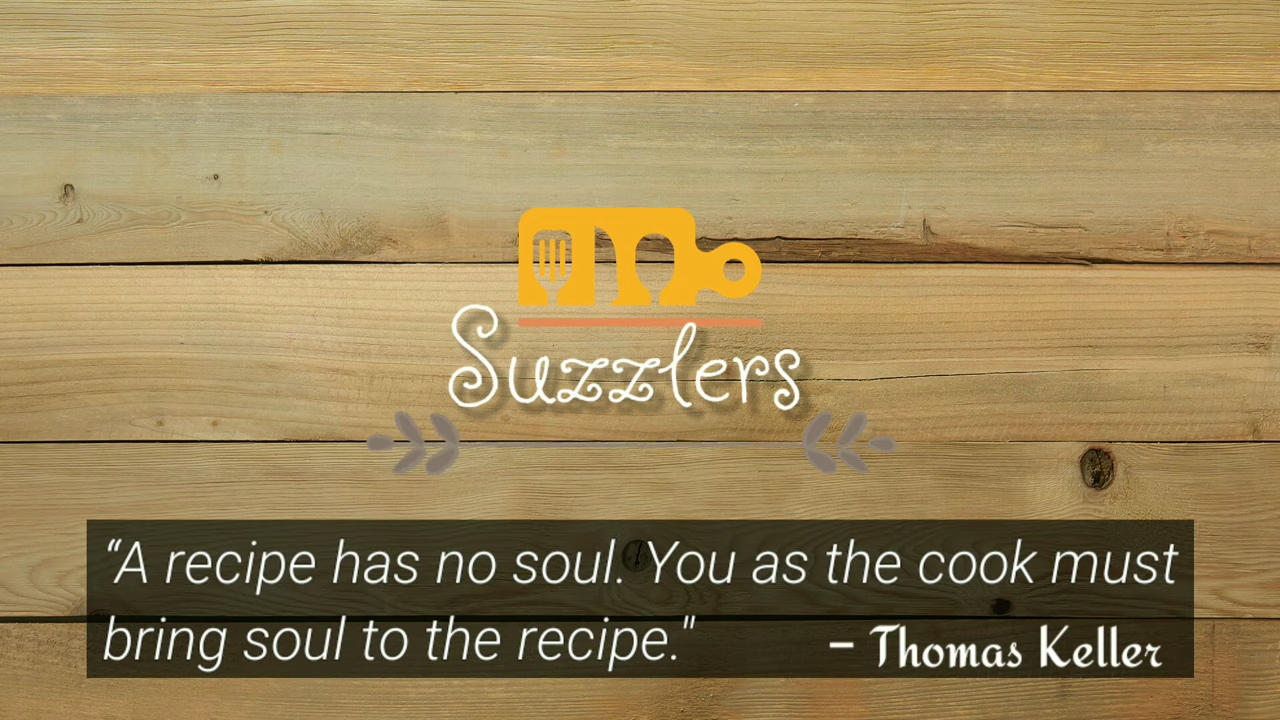 Suzzlers
“A recipe has no soul. You as the cook must
bring soul to the recipe."
– Thomas Keller